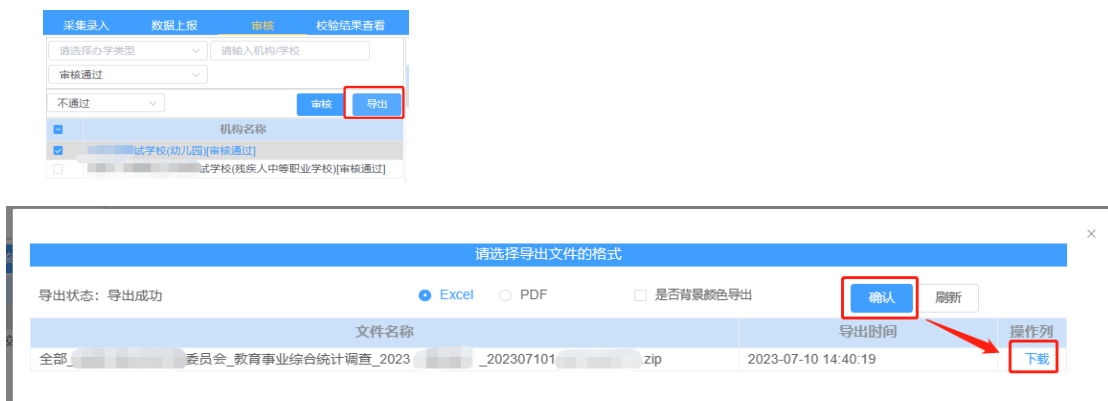 采集录入 数据上报 审核 校验结果查看
请选择办学类型 请输入机构/学校
审核通过
不通过 审核 导出
机构名称
试学校(幼儿园)[审核通过]
试学校(残疾人中等职业学校)[审核通过]
请选择导出文件的格式
导出状态：导出成功 Excel PDF 是否背景颜色导出 确认 刷新
文件名称 导出时间 操作列
全部_ 委员会_教育事业综合统计调查_2023 _202307101 .zip 2023-07-10 14:40:19 下载